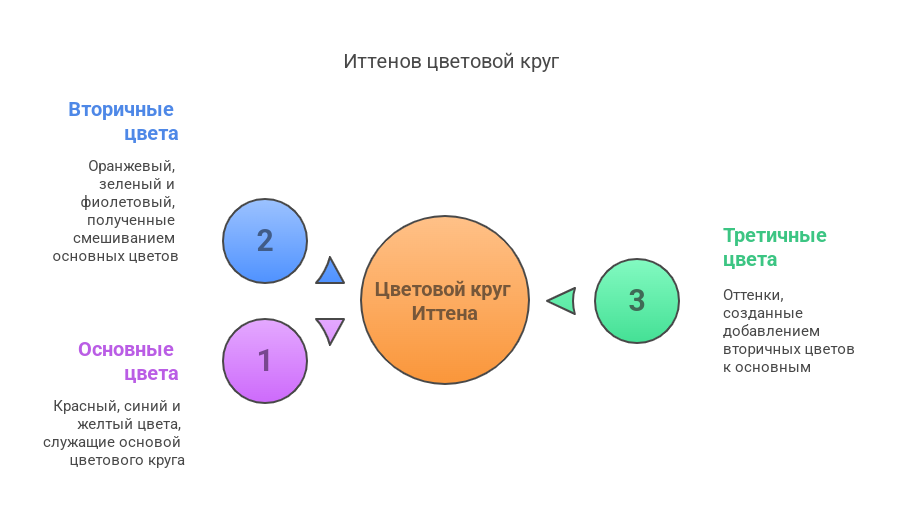 Иттенов цветовой круг
Вторичные
цвета
Оранжевый,
зеленый и
фиолетовый,
полученные
смешиванием
основных цветов
2
Основные
цвета
Красный, синий и
желтый цвета,
служащие основой
цветового круга
1
Цветовой круг
Иттена
3
Третичные
цвета
Оттенки,
созданные
добавлением
вторичных цветов
к основным